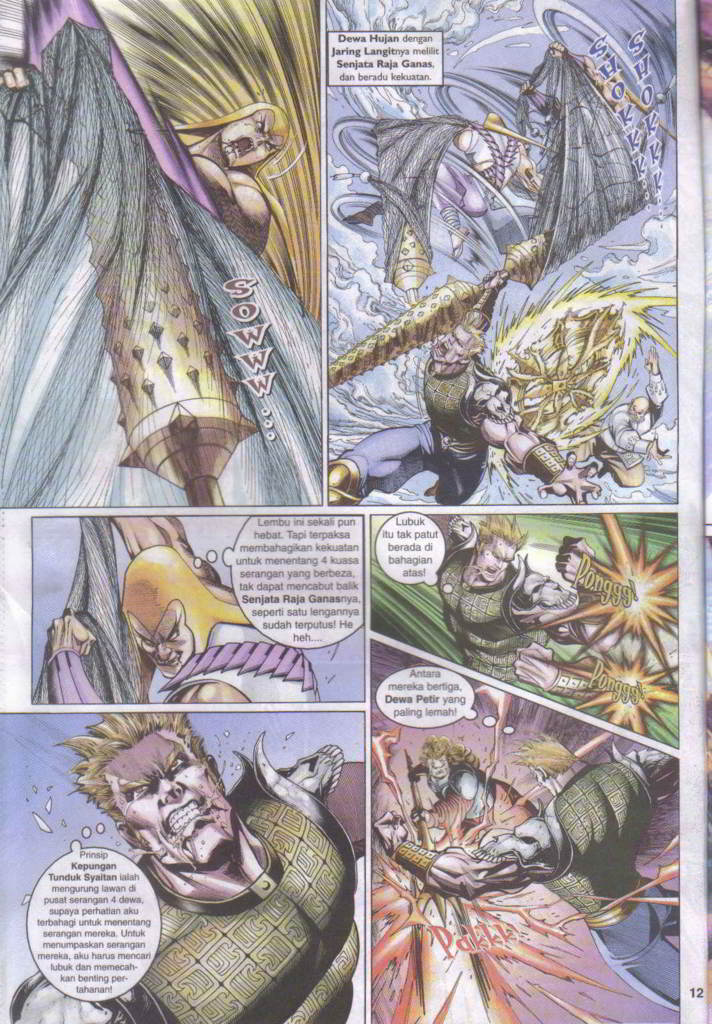 SOWWW...
Dewa Hujan dengan
Jaring Langitnya melilit
Senjata Raja Ganas,
dan beradu kekuatan.
SHOKKKK...
SHOKKKK...
Lembu ini sekali pun
hebat. Tapi terpaksa
membahagikan kekuatan
untuk menentang 4 kuasa
serangan yang berbeza,
tak dapat mencabut balik
Senjata Raja Ganasnya,
seperti satu lengannya
sudah terputus! He
heh....
Lubuk
itu tak patut
berada di
bahagian
atas!
Ponggg!
Ponggg!
Antara
mereka bertiga,
Dewa Petir yang
paling lemah!
Prinsip
Kepungan
Tunduk Syaitan ialah
mengurung lawan di
pusat serangan 4 dewa,
supaya perhatian aku
terbahagi untuk menentang
serangan mereka. Untuk
menumpaskan serangan
mereka, aku harus mencari
lubuk dan memecah-
kan benting per-
tahanan!
Pakkk!
12